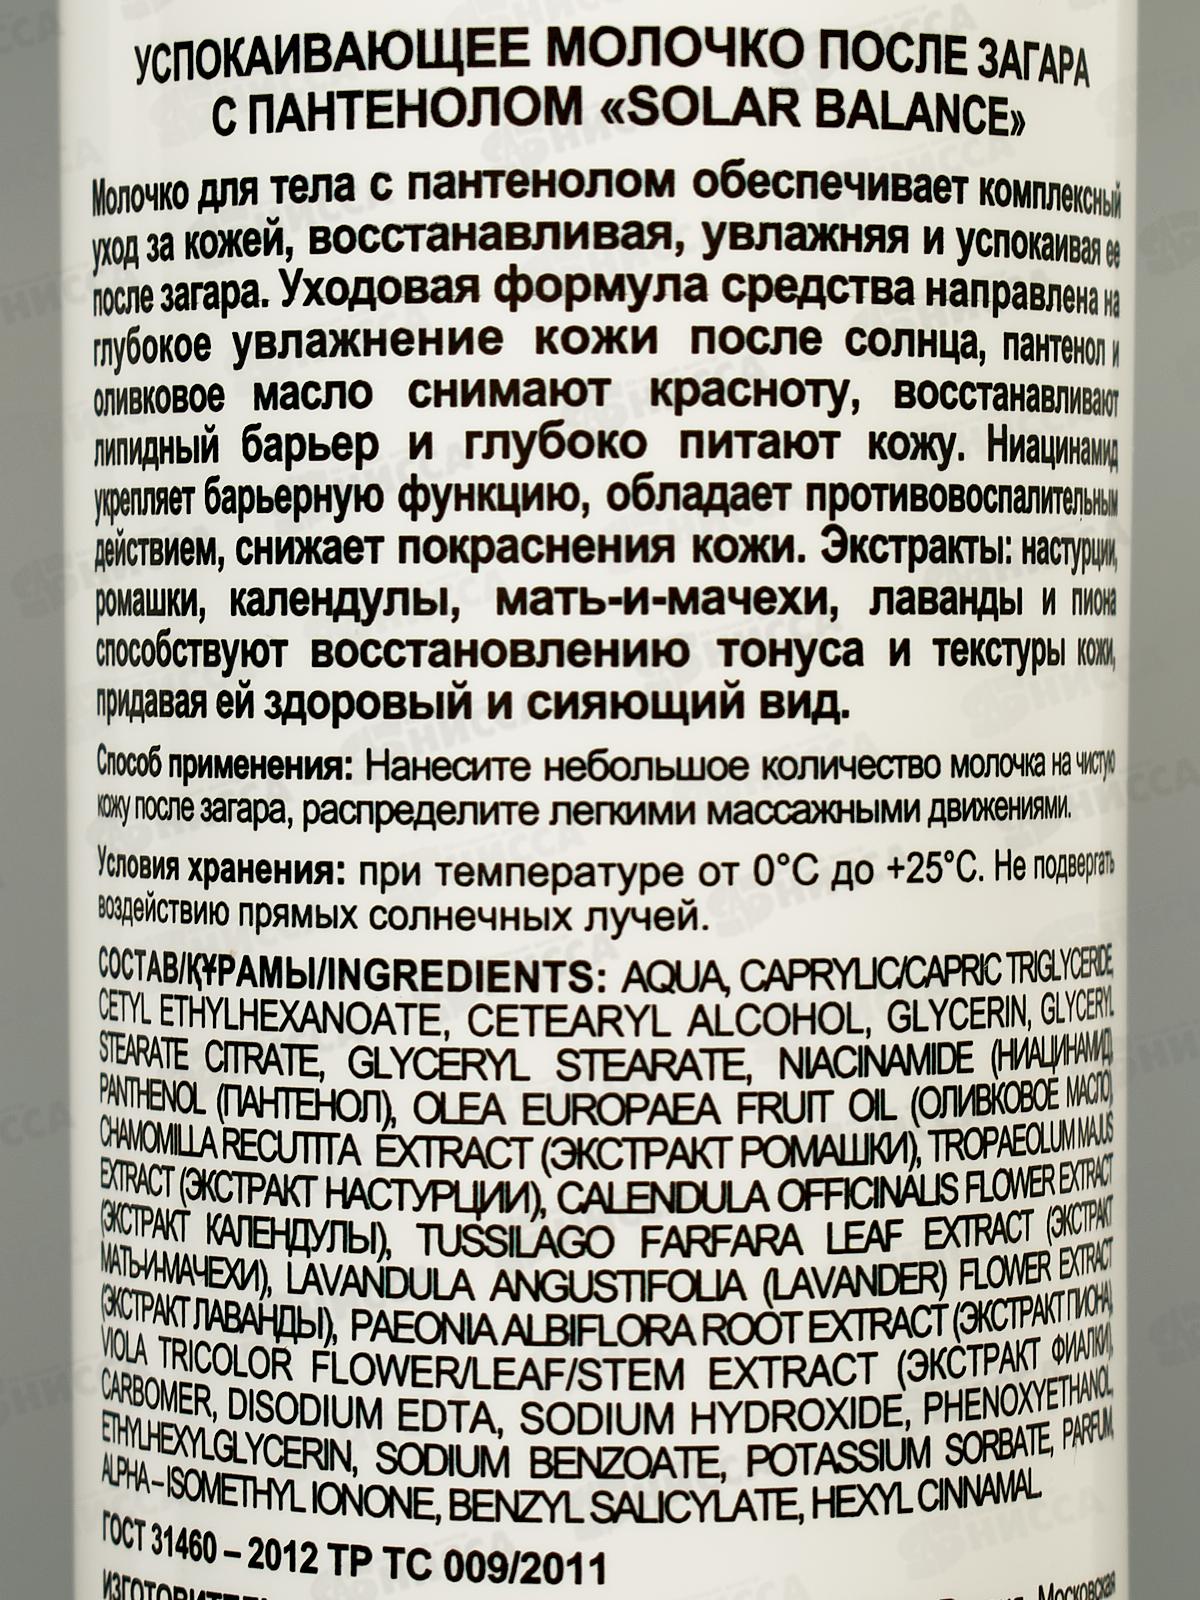 УСПОКАИВАЮЩЕЕ МОЛОЧКО ПОСЛЕ ЗАГАРА
С ПАНТЕНОЛОМ «SOLAR BALANCE»
Молочко для тела с пантенолом обеспечивает комплексный
уход за кожей, восстанавливая, увлажняя и успокаивая ее
после загара. Уходовая формула средства направлена на
глубокое увлажнение кожи после солнца, пантенол и
оливковое масло снимают красноту, восстанавливают
липидный барьер и глубоко питают кожу. Ниацинамид
укрепляет барьерную функцию, обладает противовоспалительным
действием, снижает покраснения кожи. Экстракты: настурции,
ромашки, календулы, мать-и-мачехи, лаванды и пиона
способствуют восстановлению тонуса и текстуры кожи,
придавая ей здоровый и сияющий вид.
Способ применения: Нанесите небольшое количество молочка на чистую
кожу после загара, распределите легкими массажными движениями.
Условия хранения: при температуре от 0°С до +25°С. Не подвергать
воздействию прямых солнечных лучей.
СОСТАВ/ҚҰРАМЫ/INGREDIENTS: AQUA, CAPRYLIC/CAPRIC TRIGLYCERIDE,
CETYL ETHYLHEXANOATE, CETEARYL ALCOHOL, GLYCERIN, GLYCERYL
STEARATE CITRATE, GLYCERYL STEARATE, NIACINAMIDE (НИАЦИНАМИД),
PANTHENOL (ПАНТЕНОЛ), OLEA EUROPAEA FRUIT OIL (ОЛИВКОВОЕ МАСЛО),
CHAMOMILLA RECUTITA EXTRACT (ЭКСТРАКТ РОМАШКИ), TROPAEOLUM MAJUS
EXTRACT (ЭКСТРАКТ НАСТУРЦИИ), CALENDULA OFFICINALIS FLOWER EXTRACT
(ЭКСТРАКТ КАЛЕНДУЛЫ), TUSSILAGO FARFARA LEAF EXTRACT (ЭКСТРАКТ
МАТЬ-И-МАЧЕХИ), LAVANDULA ANGUSTIFOLIA (LAVANDER) FLOWER EXTRACT
(ЭКСТРАКТ ЛАВАНДЫ), PAEONIA ALBIFLORA ROOT EXTRACT (ЭКСТРАКТ ПИОНА),
VIOLA TRICOLOR FLOWER/LEAF/STEM EXTRACT (ЭКСТРАКТ ФИАЛКИ),
CARBOMER, DISODIUM EDTA, SODIUM HYDROXIDE, PHENOXYETHANOL,
ETHYLHEXYLGLYCERIN, SODIUM BENZOATE, POTASSIUM SORBATE, PARFUM,
ALPHA–ISOMETHYL IONONE, BENZYL SALICYLATE, HEXYL CINNAMAL.
ГОСТ 31460 – 2012 ТР ТС 009/2011
Московская